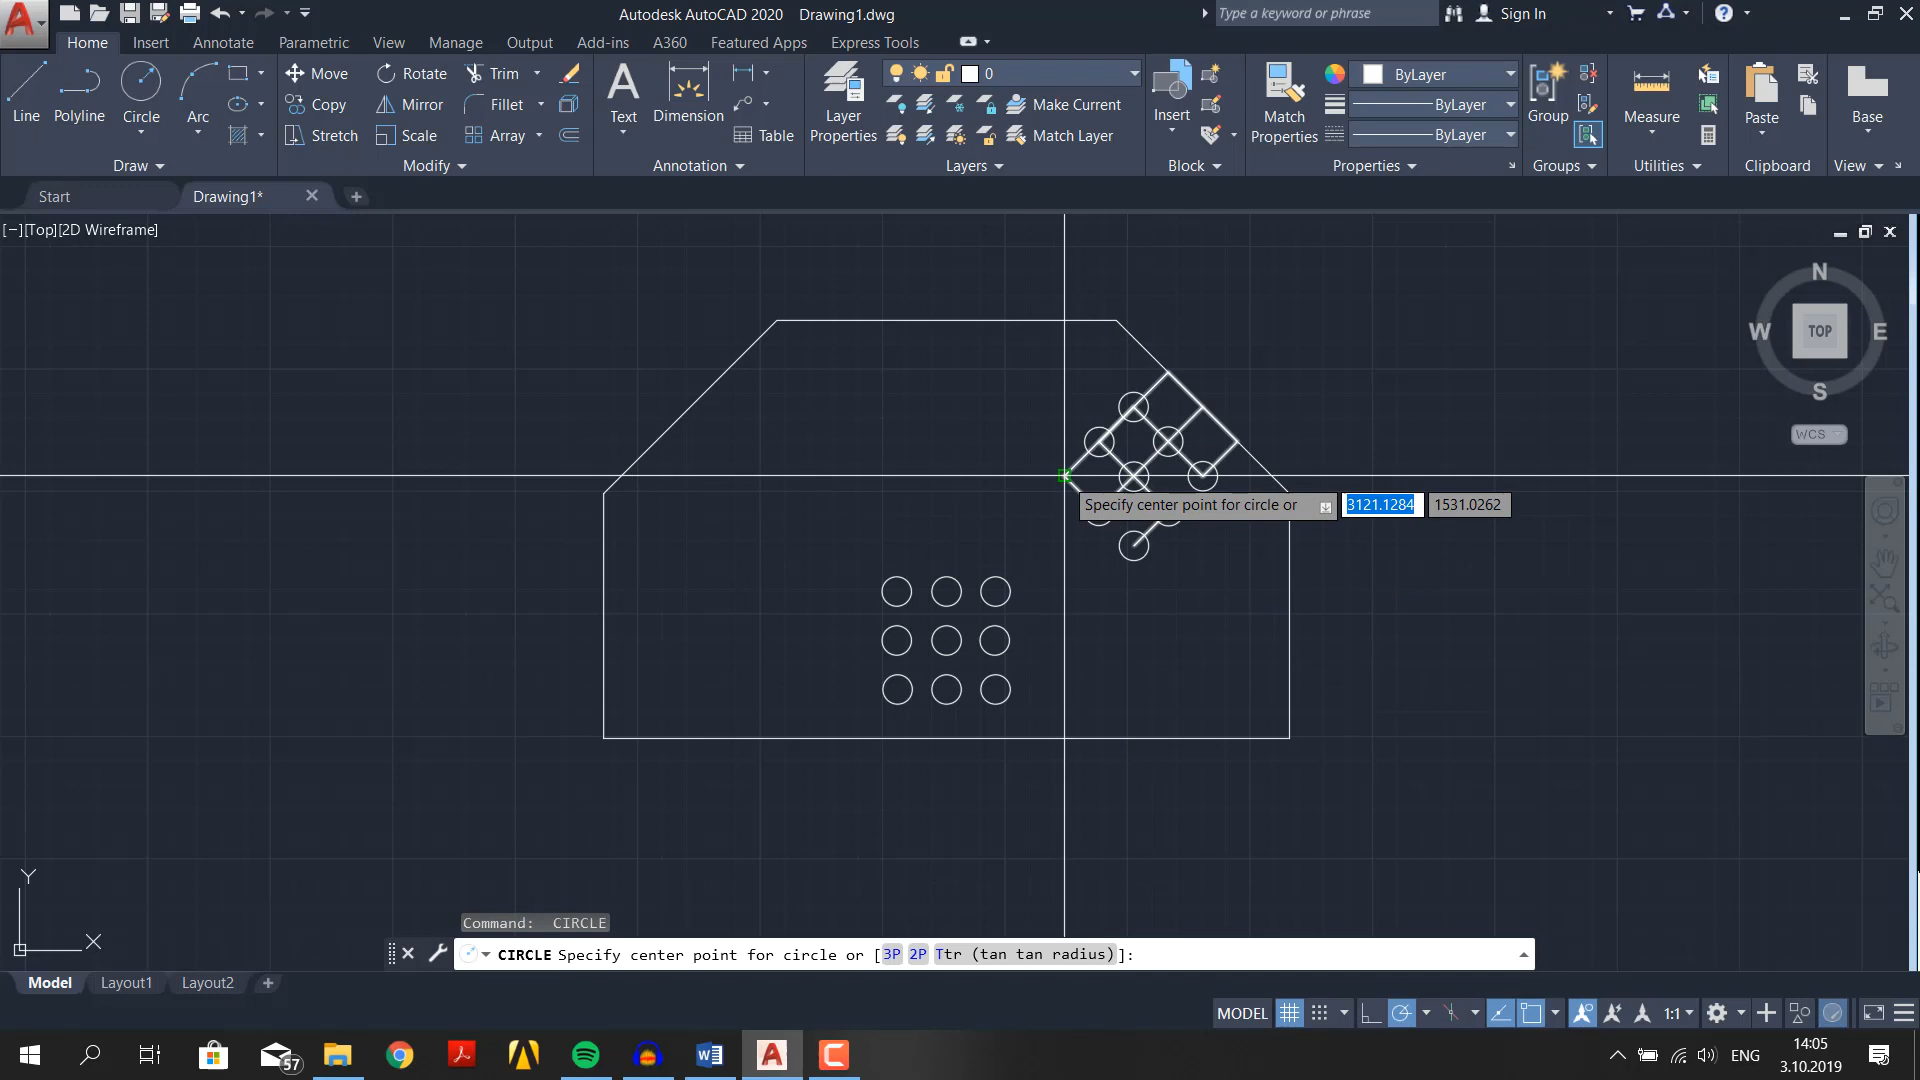 Autodesk AutoCAD 2020 Drawing1.dwg
Type a keyword or phrase
Sign In
Home Insert Annotate Parametric View Manage Output Add-ins A360 Featured Apps Express Tools
Line Polyline Circle Arc
Move Rotate Trim
Copy Mirror Fillet
Stretch Scale Array
Text Dimension Table
Layer Properties
0
Make Current
Match Layer
Insert
Match Properties
ByLayer
ByLayer
ByLayer
Group
Measure
Paste
Base
Draw Modify Annotation Layers Block Properties Groups Utilities Clipboard View
Start Drawing1*
[−][Top][2D Wireframe]
N
W TOP E
S
WCS
Specify center point for circle or 3121.1284 1531.0262
Y
X
Command: CIRCLE
CIRCLE Specify center point for circle or [3P 2P Ttr (tan tan radius)]:
Model Layout1 Layout2
MODEL 1:1
57
ENG
14:05
3.10.2019